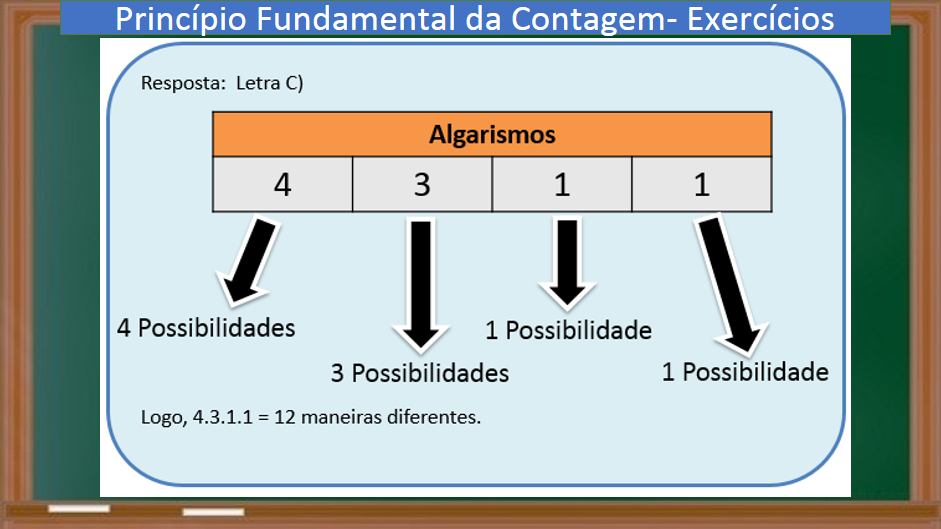 Princípio Fundamental da Contagem- Exercícios
Resposta: Letra C)
Algarismos
4 3 1 1
4 Possibilidades
1 Possibilidade
3 Possibilidades
1 Possibilidade
Logo, 4.3.1.1 = 12 maneiras diferentes.